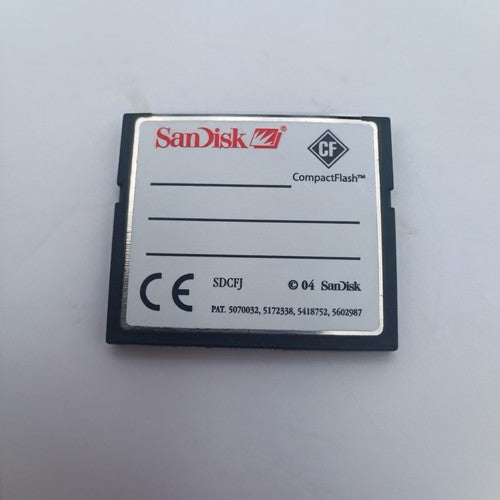 SanDisk®
CF
CompactFlash™
CE SDCFJ © 04 SanDisk
PAT. 5070032, 5172338, 5418752, 5602987